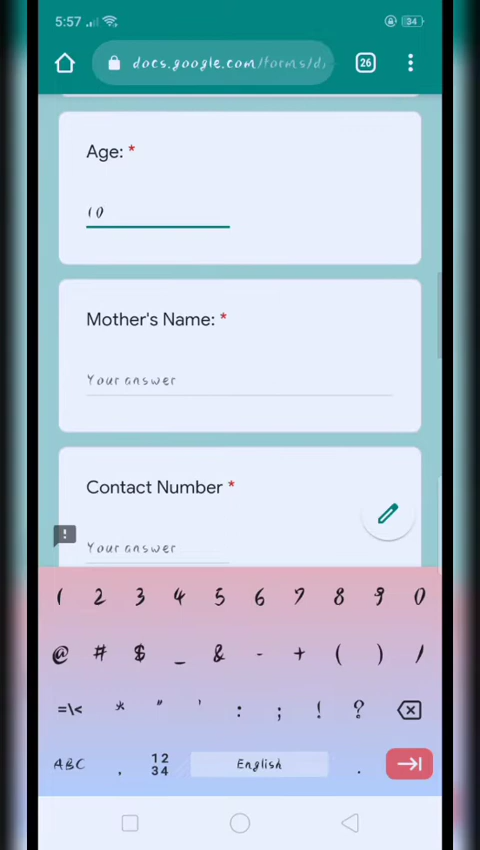 5:57
34
docs.google.com/forms/d/
26
Age: *
10
Mother's Name: *
Your answer
Contact Number *
!
Your answer
1 2 3 4 5 6 7 8 9 0
@ # $ _ & - + ( ) /
=\< * " ' : ; ! ?
ABC , 12 34 English .